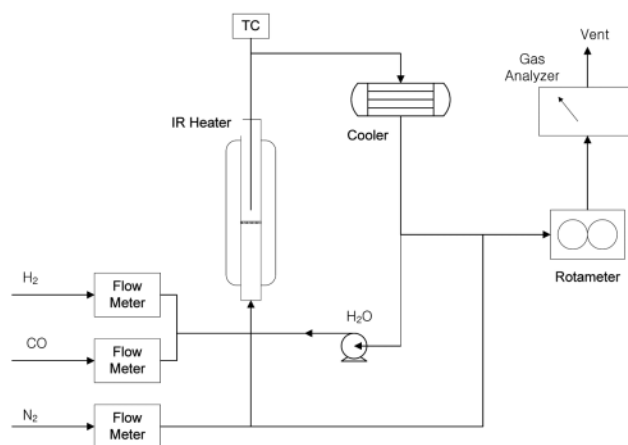 TC
Vent
Gas
Analyzer
IR Heater
Cooler
Rotameter
H₂
Flow
Meter
H₂O
CO
Flow
Meter
N₂
Flow
Meter